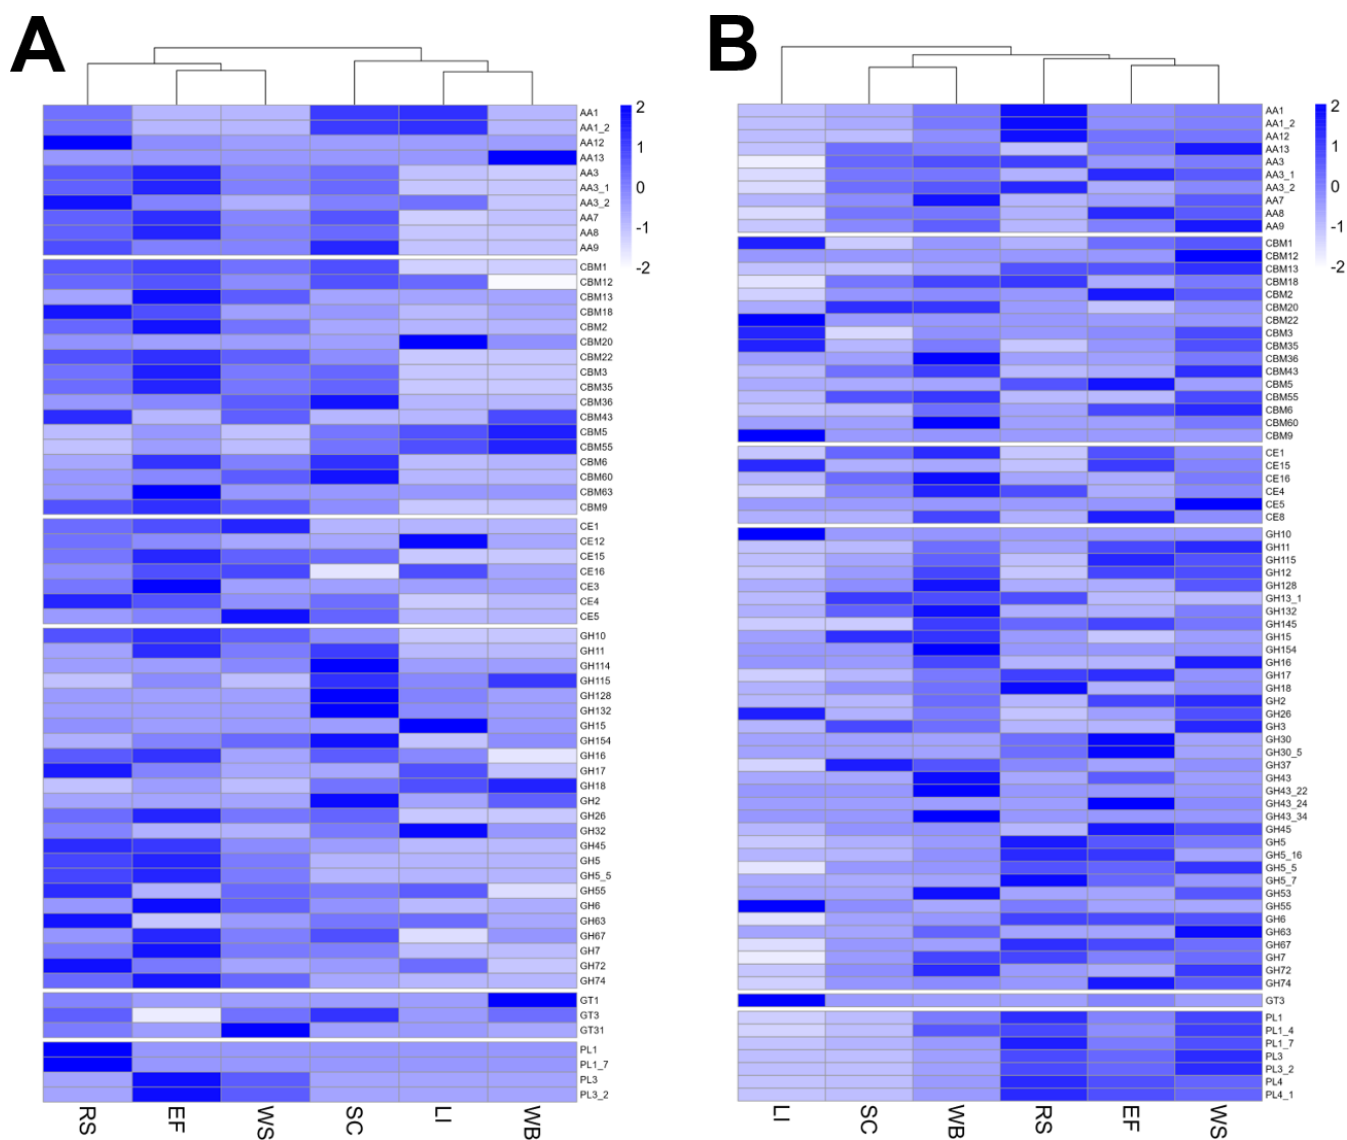 A
AA1
AA1_2
AA12
AA13
AA3
AA3_1
AA3_2
AA7
AA8
AA9
CBM1
CBM12
CBM13
CBM18
CBM2
CBM20
CBM22
CBM3
CBM35
CBM36
CBM43
CBM5
CBM55
CBM6
CBM60
CBM63
CBM9
CE1
CE12
CE15
CE16
CE3
CE4
CE5
GH10
GH11
GH114
GH115
GH128
GH132
GH15
GH154
GH16
GH17
GH18
GH2
GH26
GH32
GH45
GH5
GH5_5
GH55
GH6
GH63
GH67
GH7
GH72
GH74
GT1
GT3
GT31
PL1
PL1_7
PL3
PL3_2
2
1
0
-1
-2
RS
EF
WS
SC
LI
WB
B
AA1
AA1_2
AA12
AA13
AA3
AA3_1
AA3_2
AA7
AA8
AA9
CBM1
CBM12
CBM13
CBM18
CBM2
CBM20
CBM22
CBM3
CBM35
CBM36
CBM43
CBM5
CBM55
CBM6
CBM60
CBM9
CE1
CE15
CE16
CE4
CE5
CE8
GH10
GH11
GH115
GH12
GH128
GH13_1
GH132
GH145
GH15
GH154
GH16
GH17
GH18
GH2
GH26
GH3
GH30
GH30_5
GH37
GH43
GH43_22
GH43_24
GH43_34
GH45
GH5
GH5_16
GH5_5
GH5_7
GH53
GH55
GH6
GH63
GH67
GH7
GH72
GH74
GT3
PL1
PL1_4
PL1_7
PL3
PL3_2
PL4
PL4_1
2
1
0
-1
-2
LI
SC
WB
RS
EF
WS